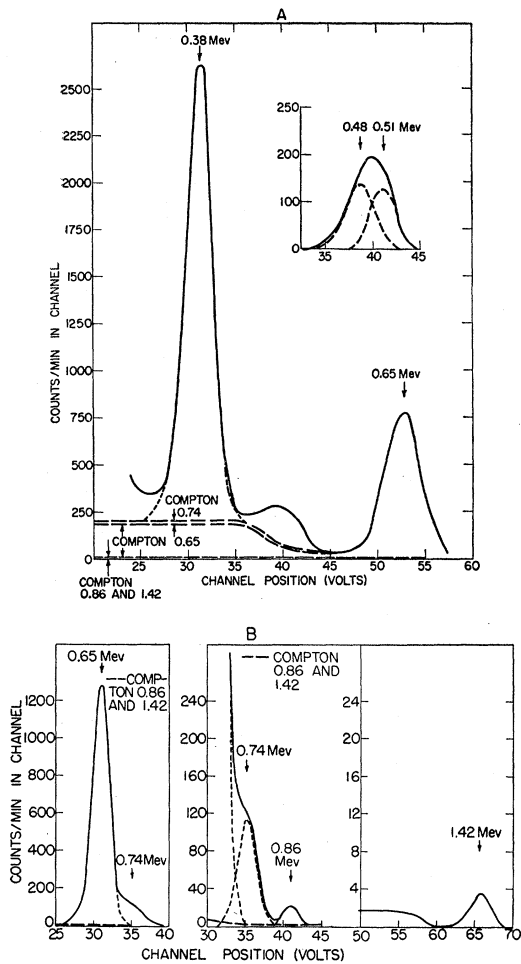 A
0.38 Mev
2500
2250
2000
1750
1500
1250
1000
750
500
250
0
COUNTS/MIN IN CHANNEL
250
200
100
0
0.48 0.51 Mev
35 40 45
0.65 Mev
COMPTON
0.74
COMPTON 0.65
COMPTON
0.86 AND 1.42
25 30 35 40 45 50 55 60
CHANNEL POSITION (VOLTS)
B
0.65 Mev
COMP-
TON 0.86
AND 1.42
0.74 Mev
1200
1000
800
600
400
200
0
COUNTS/MIN IN CHANNEL
25 30 35 40
COMPTON
0.86 AND
1.42
0.74 Mev
0.86
Mev
240
200
160
120
80
40
0
30 35 40 45
24
20
16
12
8
4
0
1.42 Mev
50 55 60 65 70
CHANNEL POSITION (VOLTS)